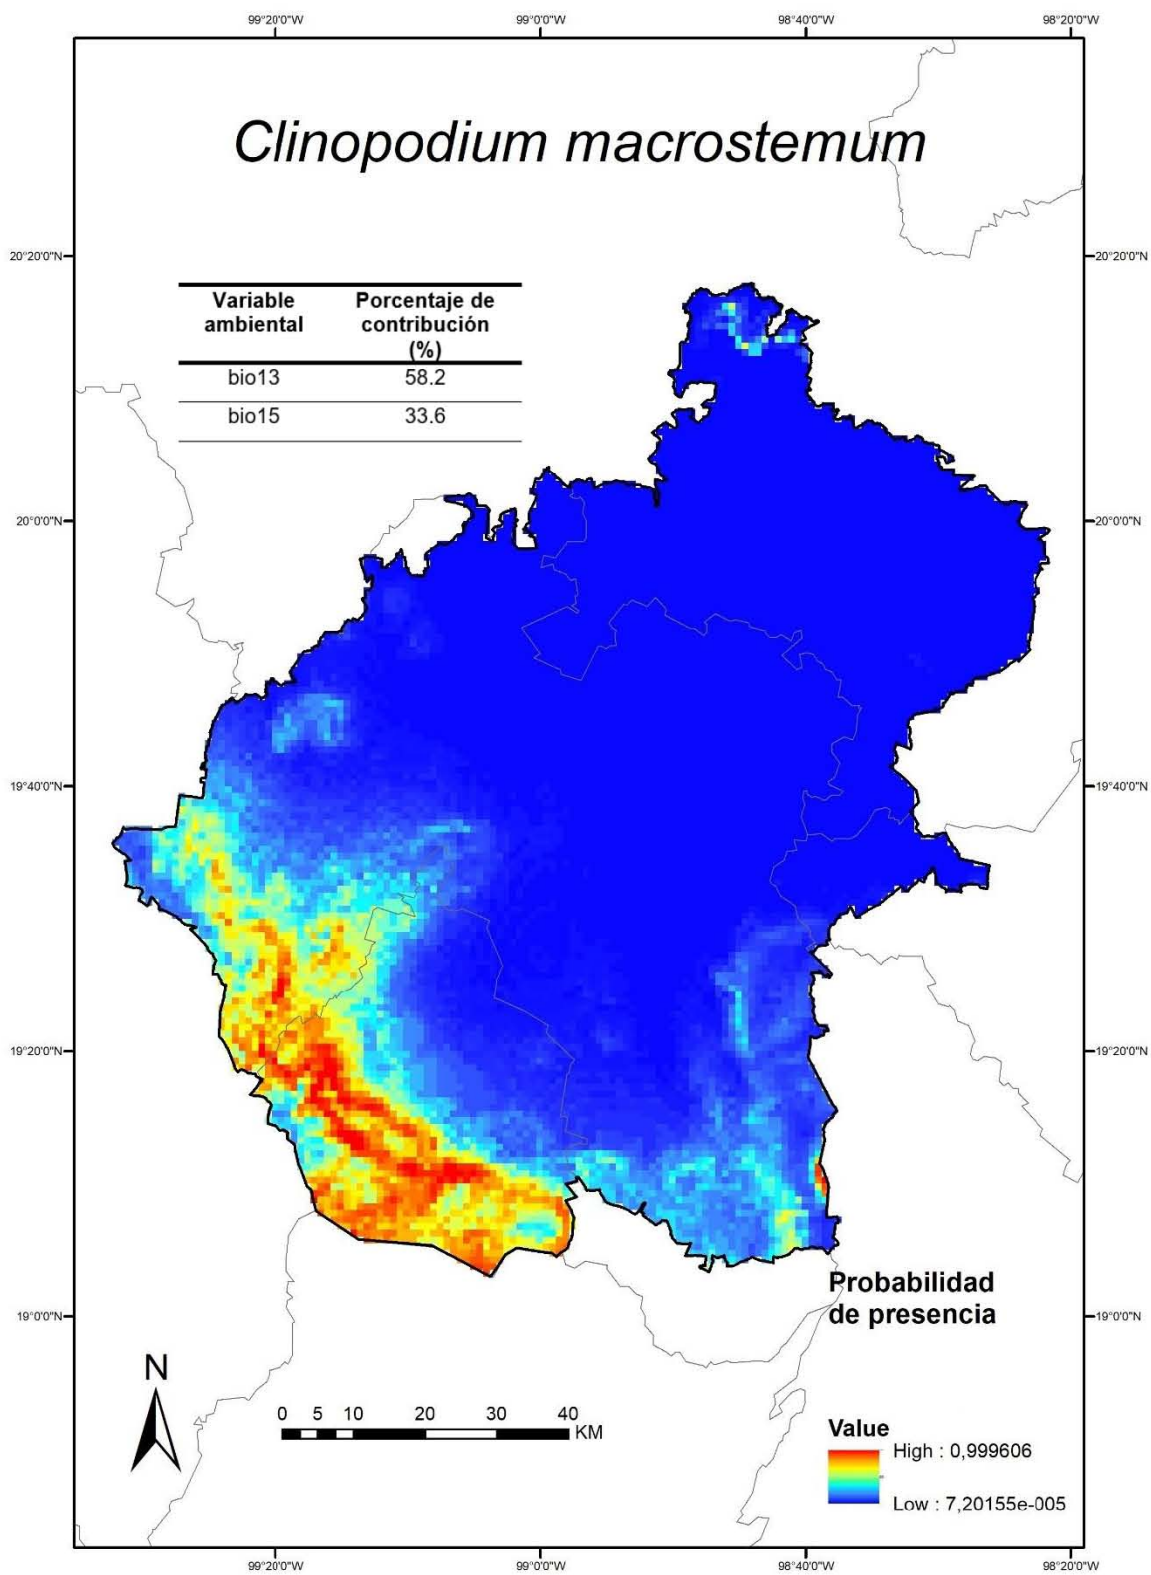 99°20'0"W 99°0'0"W 98°40'0"W 98°20'0"W
Clinopodium macrostemum
20°20'0"N 20°20'0"N
Variable ambiental Porcentaje de contribución (%)
bio13 58.2
bio15 33.6
20°0'0"N 20°0'0"N
19°40'0"N 19°40'0"N
19°20'0"N 19°20'0"N
19°0'0"N 19°0'0"N
Probabilidad
de presencia
N
0 5 10 20 30 40
KM
Value
High : 0,999606
Low : 7,20155e-005
99°20'0"W 99°0'0"W 98°40'0"W 98°20'0"W